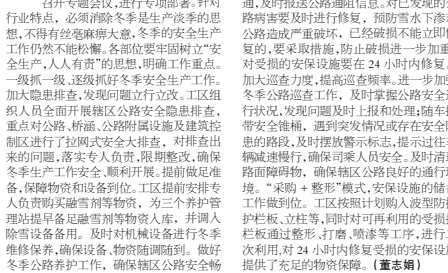 召开专题会议,进行专项部署。针对
行业特点,必须消除冬季是生产淡季的思
想,不得有丝毫麻痹大意,冬季的安全生产
工作仍然不能松懈。各部位要牢固树立“安
全生产,人人有责”的思想,明确工作重点。
一级抓一级、逐级抓好冬季安全生产工作。
加大隐患排查,发现问题立行立改。工区组
织人员全面开展辖区公路安全隐患排查,
重点对公路、桥涵、公路附属设施及建筑控
制区进行了拉网式安全大排查，对排查出
来的问题,落实专人负责,限期整改,确保
冬季生产工作安全、顺利开展。提前做足准
备,保障物资和设备到位。工区提前安排专
人负责购买融雪剂等物资，为三个养护管
理站提早备足融雪剂等物资入库，并调入
除雪设备备用。及时对机械设备进行冬季
维修保养,确保设备、物资随调随到。做好
冬季公路养护工作，确保辖区公路安全畅
通,及时报送公路通阻信息。对已发现的公
路病害要及时进行修复，预防雪水下渗
公路造成严重破坏，已经破损不能立即修
复的,要采取措施,防止破损进一步加重
对受损的安保设施要在 24 小时内修复。
加大巡查力度,提高巡查频率。进一步加强
冬季公路巡查工作，及时掌握公路安全运
行状况,发现问题及时上报和处理;随车携
带安全锥桶，遇到突发情况或存在安全隐
患的路段,及时摆放警示标志,提示过往车
辆减速慢行,确保司乘人员安全。及时清理
路面障碍物，确保辖区公路良好的通行环
境。“采购 + 整形”模式,安保设施的储备
工作做到位。工区按照计划购入波形防撞
护栏板、立柱等,同时对可再利用的受损护
栏板通过整形、打磨、喷漆等工序,进行二
次利用,对 24 小时内修复受损的安保设施
提供了充足的物资保障。(董志娟)